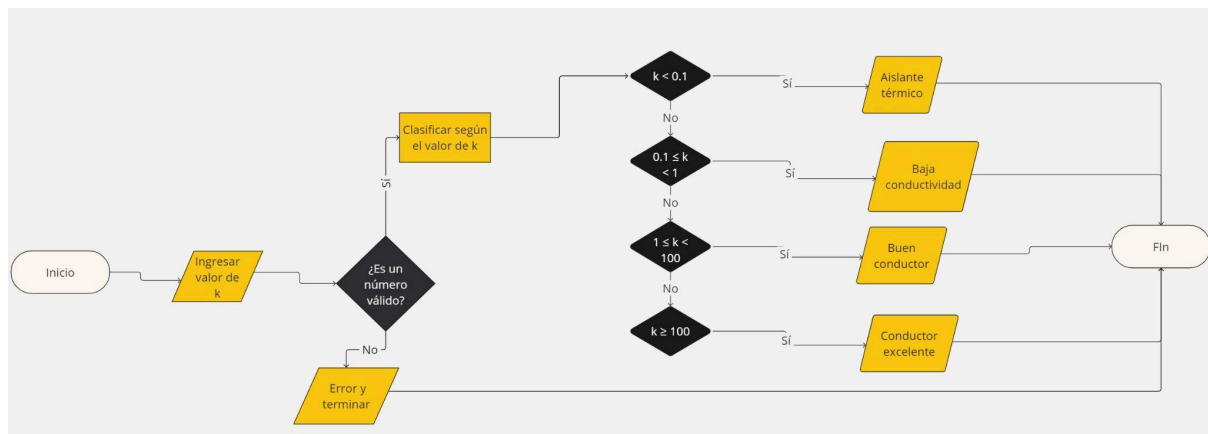 Inicio
Ingresar
valor de
k
¿Es un
número
válido?
Sí
No
Error y
terminar
Clasificar según
el valor de k
k < 0.1
Sí
Aislante
térmico
No
0.1 ≤ k
< 1
Sí
Baja
conductividad
No
1 ≤ k <
100
Sí
Buen
conductor
No
k ≥ 100
Sí
Conductor
excelente
FIn